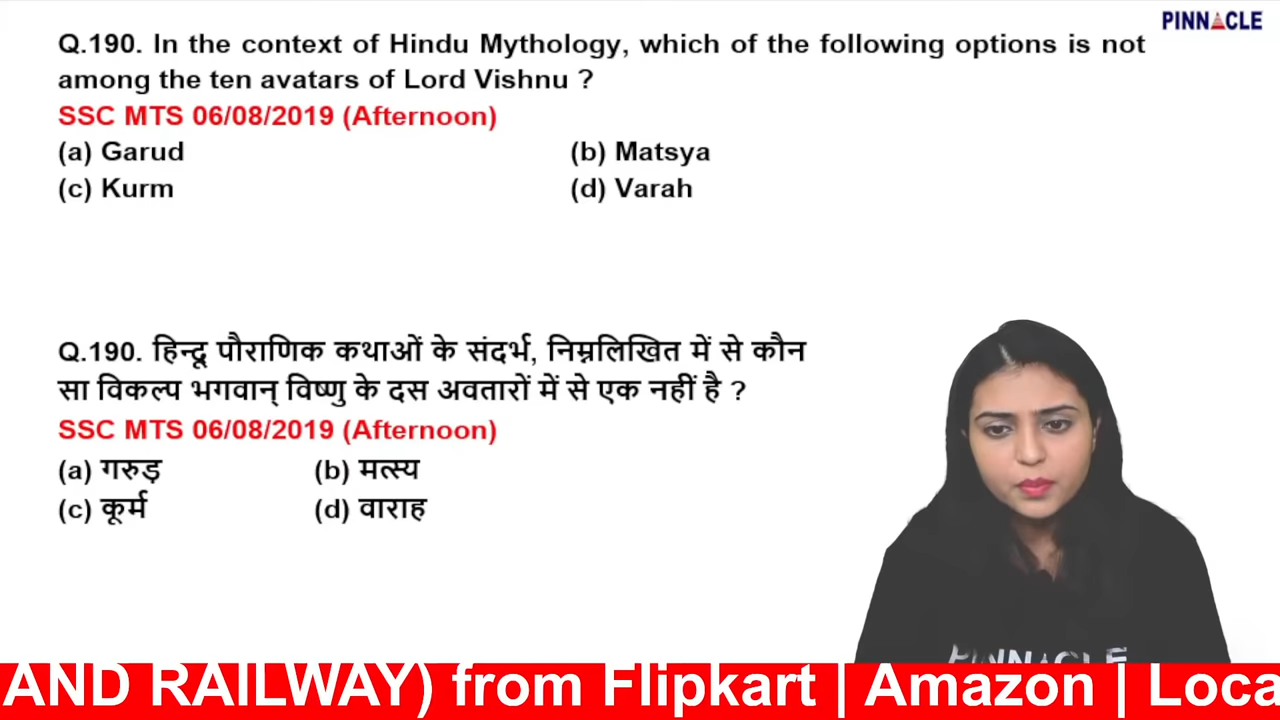 PINNACLE
Q.190. In the context of Hindu Mythology, which of the following options is not
among the ten avatars of Lord Vishnu ?
SSC MTS 06/08/2019 (Afternoon)
(a) Garud (b) Matsya
(c) Kurm (d) Varah
Q.190. हिन्दू पौराणिक कथाओं के संदर्भ, निम्नलिखित में से कौन
सा विकल्प भगवान् विष्णु के दस अवतारों में से एक नहीं है ?
SSC MTS 06/08/2019 (Afternoon)
(a) गरुड़ (b) मत्स्य
(c) कूर्म (d) वाराह
PINNACLE
AND RAILWAY) from Flipkart | Amazon | Loca